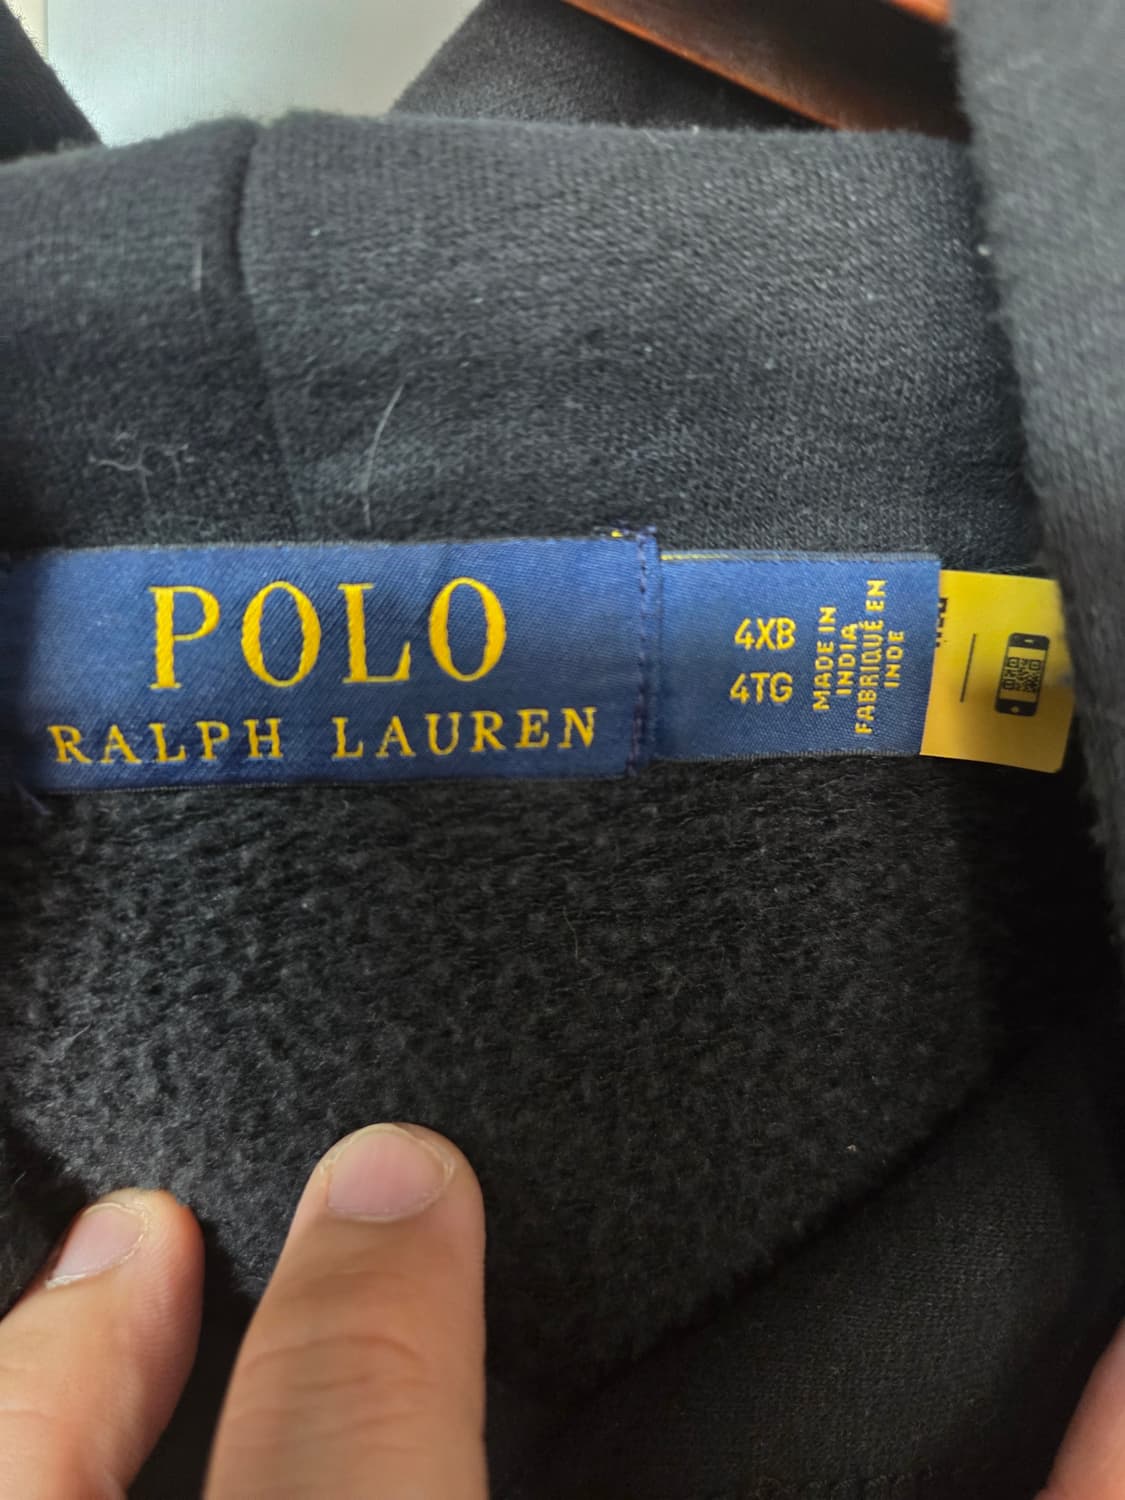 POLO
RALPH LAUREN
4XB
4TG
MADE IN
INDIA
FABRIQUÉ EN
INDE